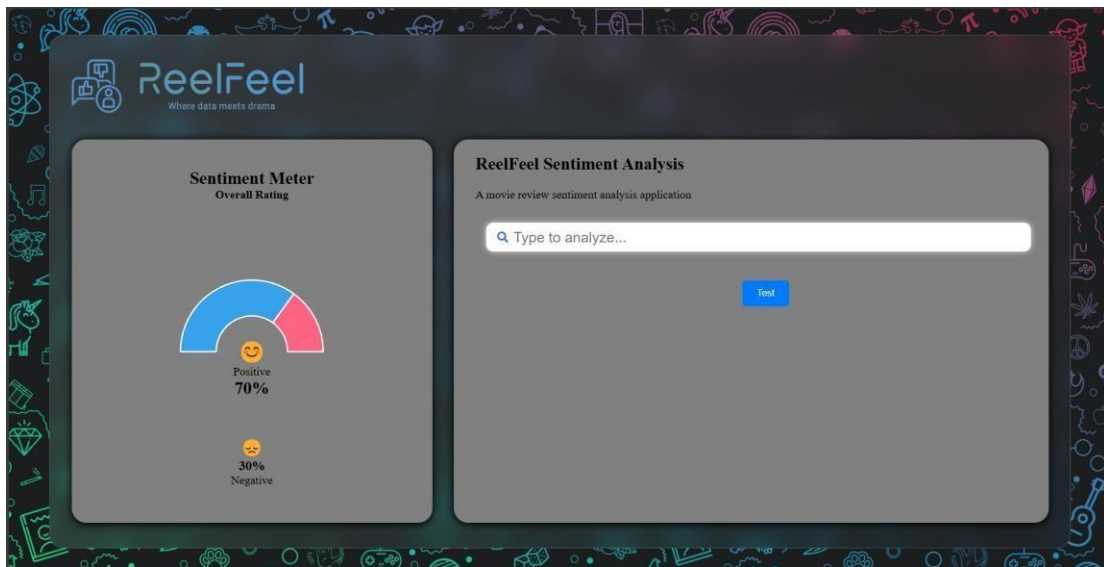 ReelFeel
Where data meets drama
Sentiment Meter
Overall Rating
Positive
70%
30%
Negative
ReelFeel Sentiment Analysis
A movie review sentiment analysis application
Type to analyze...
Test